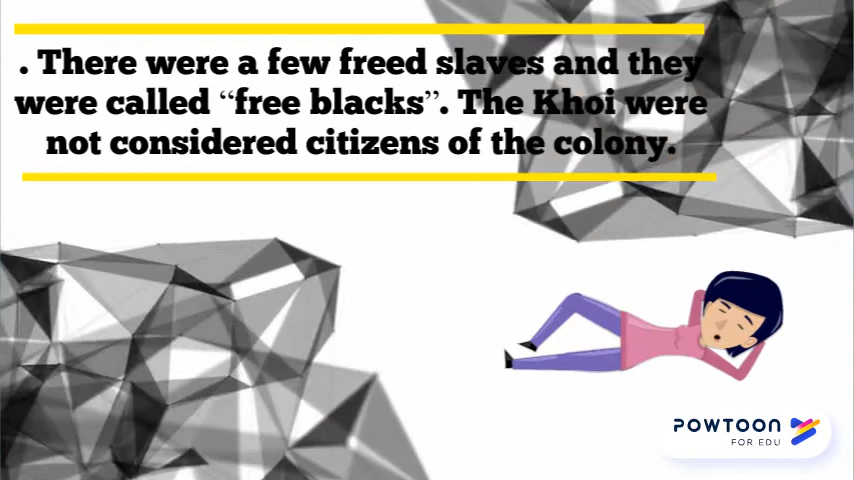 . There were a few freed slaves and they
were called “free blacks”. The Khoi were
not considered citizens of the colony.
POWTOON
FOR EDU